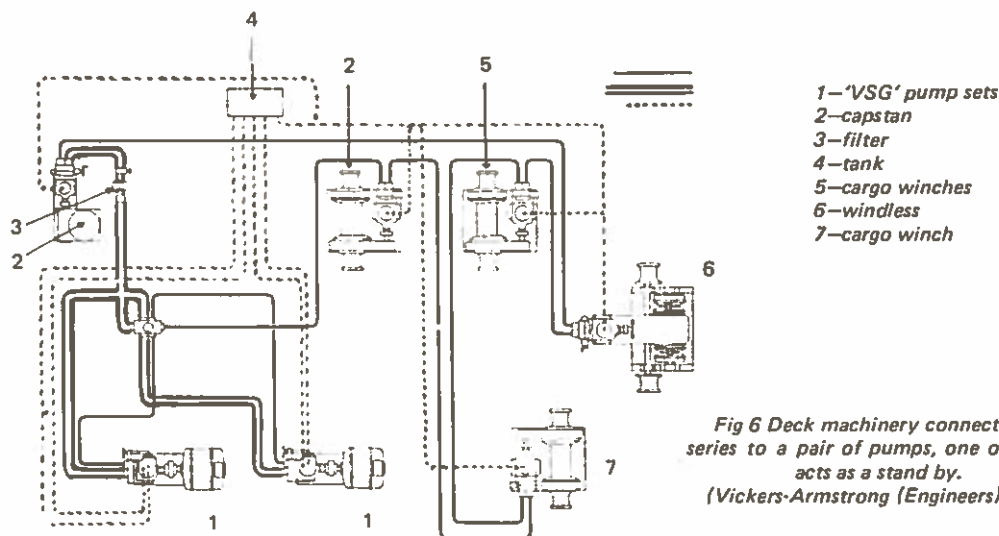 4
2
5
1—'VSG' pump sets
2—capstan
3—filter
4—tank
5—cargo winches
6—windless
7—cargo winch
3
2
6
7
1
1
Fig 6 Deck machinery connect
series to a pair of pumps, one o
acts as a stand by.
(Vickers-Armstrong (Engineers)